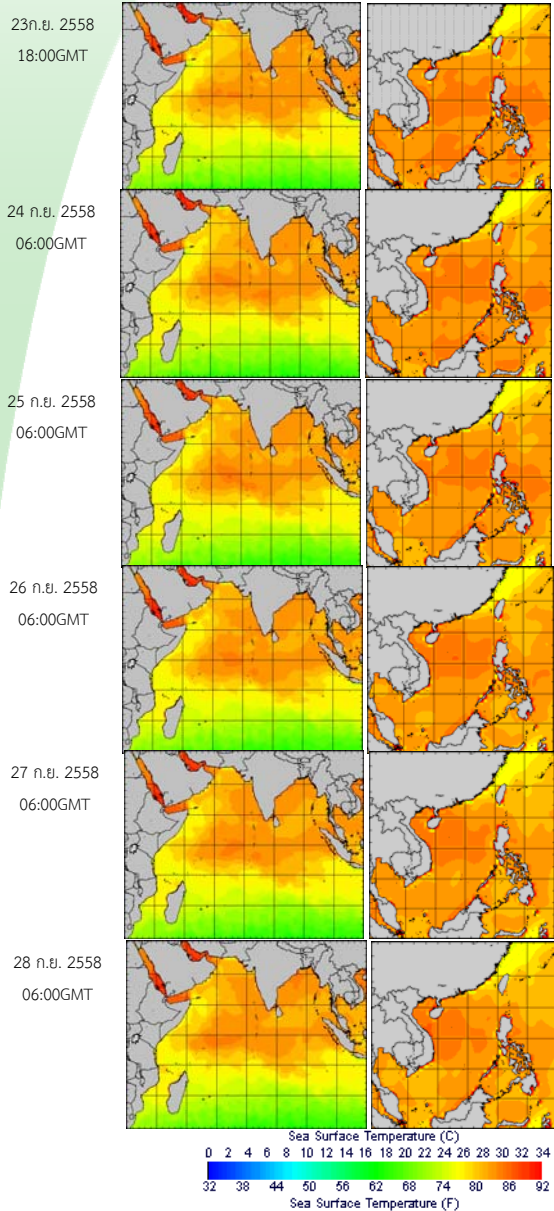 23ก.ย. 2558
18:00GMT
24 ก.ย. 2558
06:00GMT
25 ก.ย. 2558
06:00GMT
26 ก.ย. 2558
06:00GMT
27 ก.ย. 2558
06:00GMT
28 ก.ย. 2558
06:00GMT
Sea Surface Temperature (C)
0 2 4 6 8 10 12 14 16 18 20 22 24 26 28 30 32 34
32 38 44 50 56 62 68 74 80 86 92
Sea Surface Temperature (F)